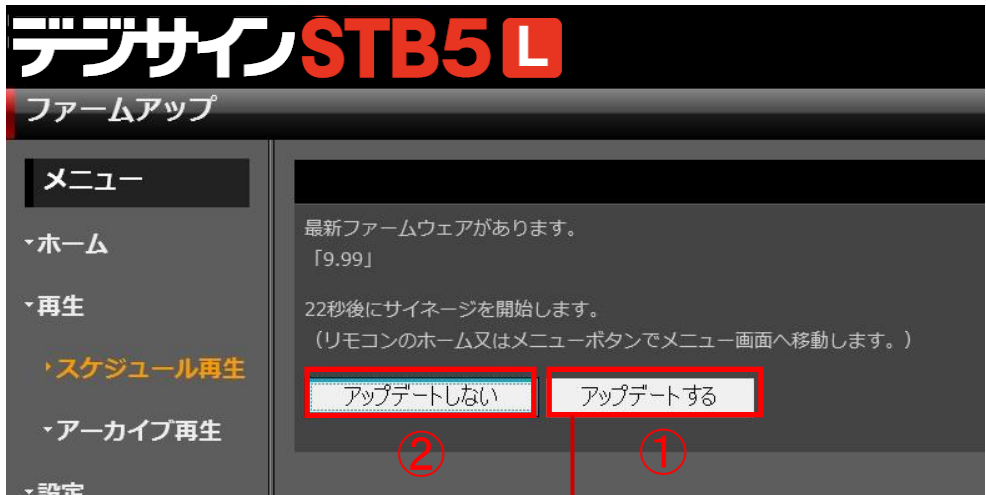 デジサインSTB5 L
ファームアップ
メニュー
ホーム
再生
スケジュール再生
アーカイブ再生
設定
最新ファームウェアがあります。
「9.99」
22秒後にサイネージを開始します。
（リモコンのホーム又はメニューボタンでメニュー画面へ移動します。）
アップデートしない アップデートする
② ①